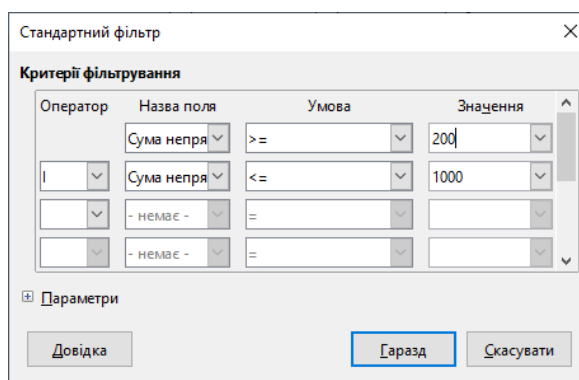 Стандартний фільтр
Критерії фільтрування
Оператор Назва поля Умова Значення
Сума непря >= 200
І Сума непря <= 1000
- немає - =
- немає - =
Параметри
Довідка Гаразд Скасувати